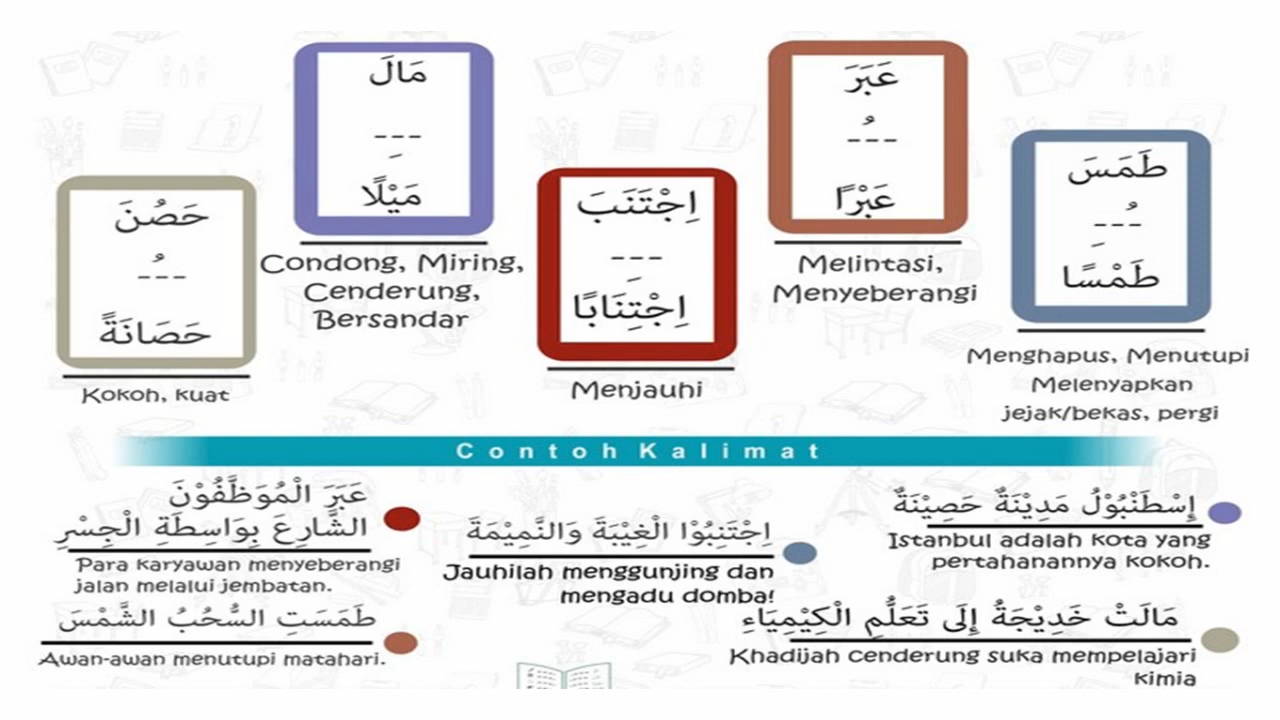 حَصُنَ
---ُ
حَصَانَةً
Kokoh, kuat
مَالَ
---
ِ
مَيْلًا
Condong, Miring,
Cenderung,
Bersandar
اِجْتَنَبَ
---
ِ
اِجْتِنَابًا
Menjauhi
عَبَرَ
---ُ
عَبْرًا
Melintasi,
Menyeberangi
طَمَسَ
---ُِ
طَمْسًا
Menghapus, Menutupi
Melenyapkan
jejak/bekas, pergi
Contoh Kalimat
عَبَرَ الْمُوَظَّفُوْنَ
الشَّارِعَ بِوَاسِطَةِ الْجِسْرِ
Para karyawan menyeberangi
jalan melalui jembatan.
طَمَسَتِ السُّحُبُ الشَّمْسَ
Awan-awan menutupi matahari.
اِجْتَنِبُوْا الْغِيْبَةَ وَالنَّمِيْمَةَ
Jauhilah menggunjing dan
mengadu domba!
إِسْطَنْبُوْلُ مَدِيْنَةٌ حَصِيْنَةٌ
Istanbul adalah kota yang
pertahanannya kokoh.
مَالَتْ خَدِيْجَةُ إِلَى تَعَلُّمِ الْكِيْمِيَاءِ
Khadijah cenderung suka mempelajari
kimia